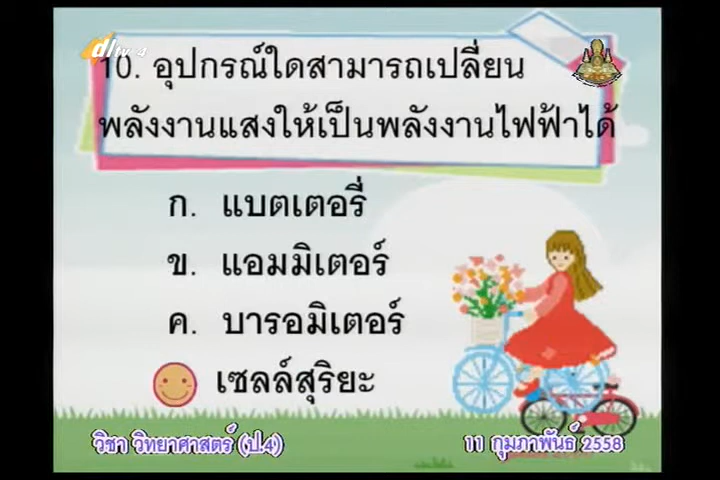 dltv 4
10. อุปกรณ์ใดสามารถเปลี่ยน
พลังงานแสงให้เป็นพลังงานไฟฟ้าได้
ก. แบตเตอรี่
ข. แอมมิเตอร์
ค. บารอมิเตอร์
เซลล์สุริยะ
วิชา วิทยาศาสตร์ (ป.4)
11 กุมภาพันธ์ 2558